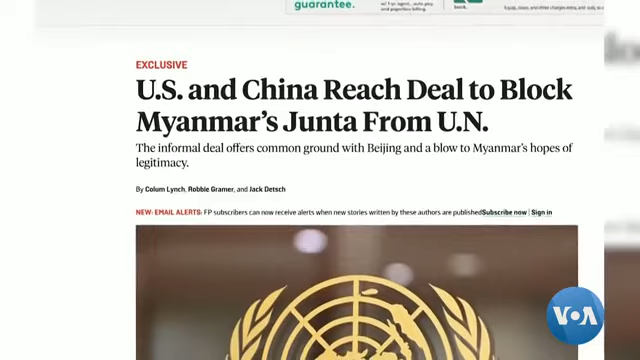 guarantee.
EXCLUSIVE
U.S. and China Reach Deal to Block
Myanmar's Junta From U.N.
The informal deal offers common ground with Beijing and a blow to Myanmar's hopes of
legitimacy.
By Colum Lynch, Robbie Gramer, and Jack Detsch
NEW: EMAIL ALERTS: FP subscribers can now receive alerts when new stories written by these authors are publishedSubscribe now | Sign in
VOA